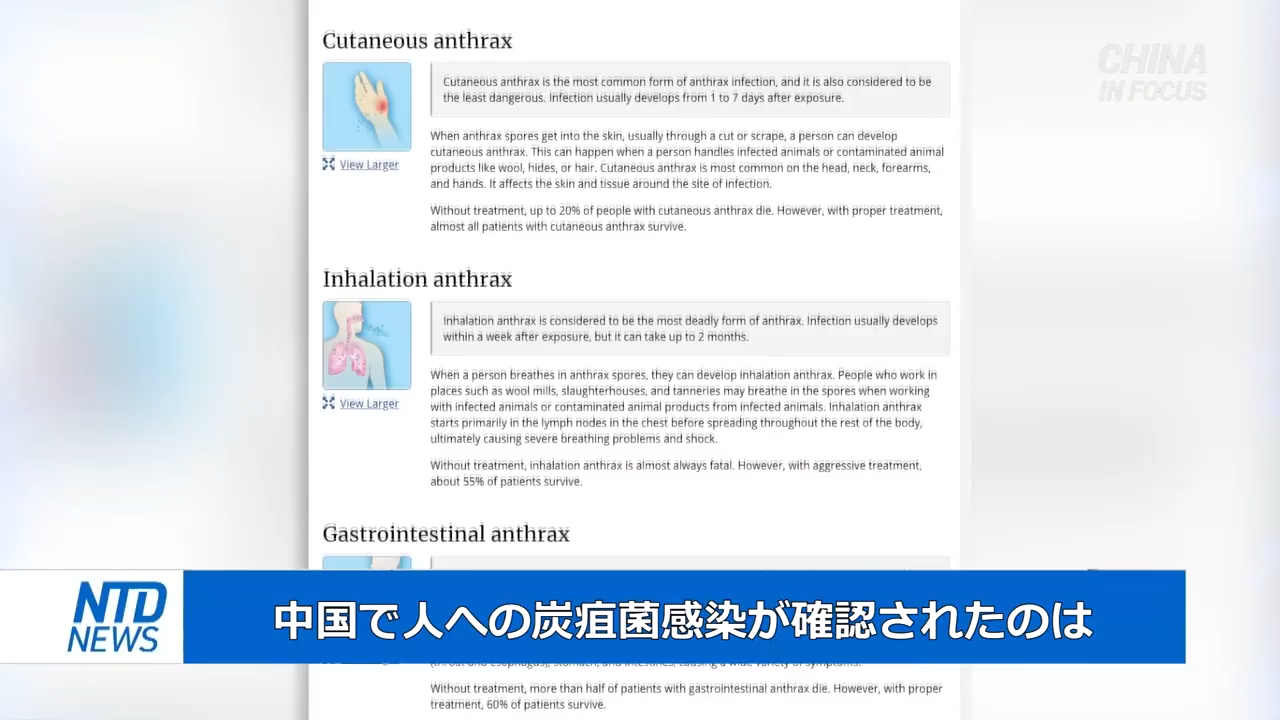 Cutaneous anthrax
CHINA
IN FOCUS
Cutaneous anthrax is the most common form of anthrax infection, and it is also considered to be
the least dangerous. Infection usually develops from 1 to 7 days after exposure.
When anthrax spores get into the skin, usually through a cut or scrape, a person can develop
cutaneous anthrax. This can happen when a person handles infected animals or contaminated animal
products like wool, hides, or hair. Cutaneous anthrax is most common on the head, neck, forearms,
and hands. It affects the skin and tissue around the site of infection.
View Larger
Without treatment, up to 20% of people with cutaneous anthrax die. However, with proper treatment,
almost all patients with cutaneous anthrax survive.
Inhalation anthrax
Inhalation anthrax is considered to be the most deadly form of anthrax. Infection usually develops
within a week after exposure, but it can take up to 2 months.
When a person breathes in anthrax spores, they can develop inhalation anthrax. People who work in
places such as wool mills, slaughterhouses, and tanneries may breathe in the spores when working
with infected animals or contaminated animal products from infected animals. Inhalation anthrax
starts primarily in the lymph nodes in the chest before spreading throughout the rest of the body,
ultimately causing severe breathing problems and shock.
View Larger
Without treatment, inhalation anthrax is almost always fatal. However, with aggressive treatment,
about 55% of patients survive.
Gastrointestinal anthrax
NTD
NEWS
中国で人への炭疽菌感染が確認されたのは
(throat and esophagus), stomach, and intestines, causing a wide variety of symptoms.
Without treatment, more than half of patients with gastrointestinal anthrax die. However, with proper
treatment, 60% of patients survive.